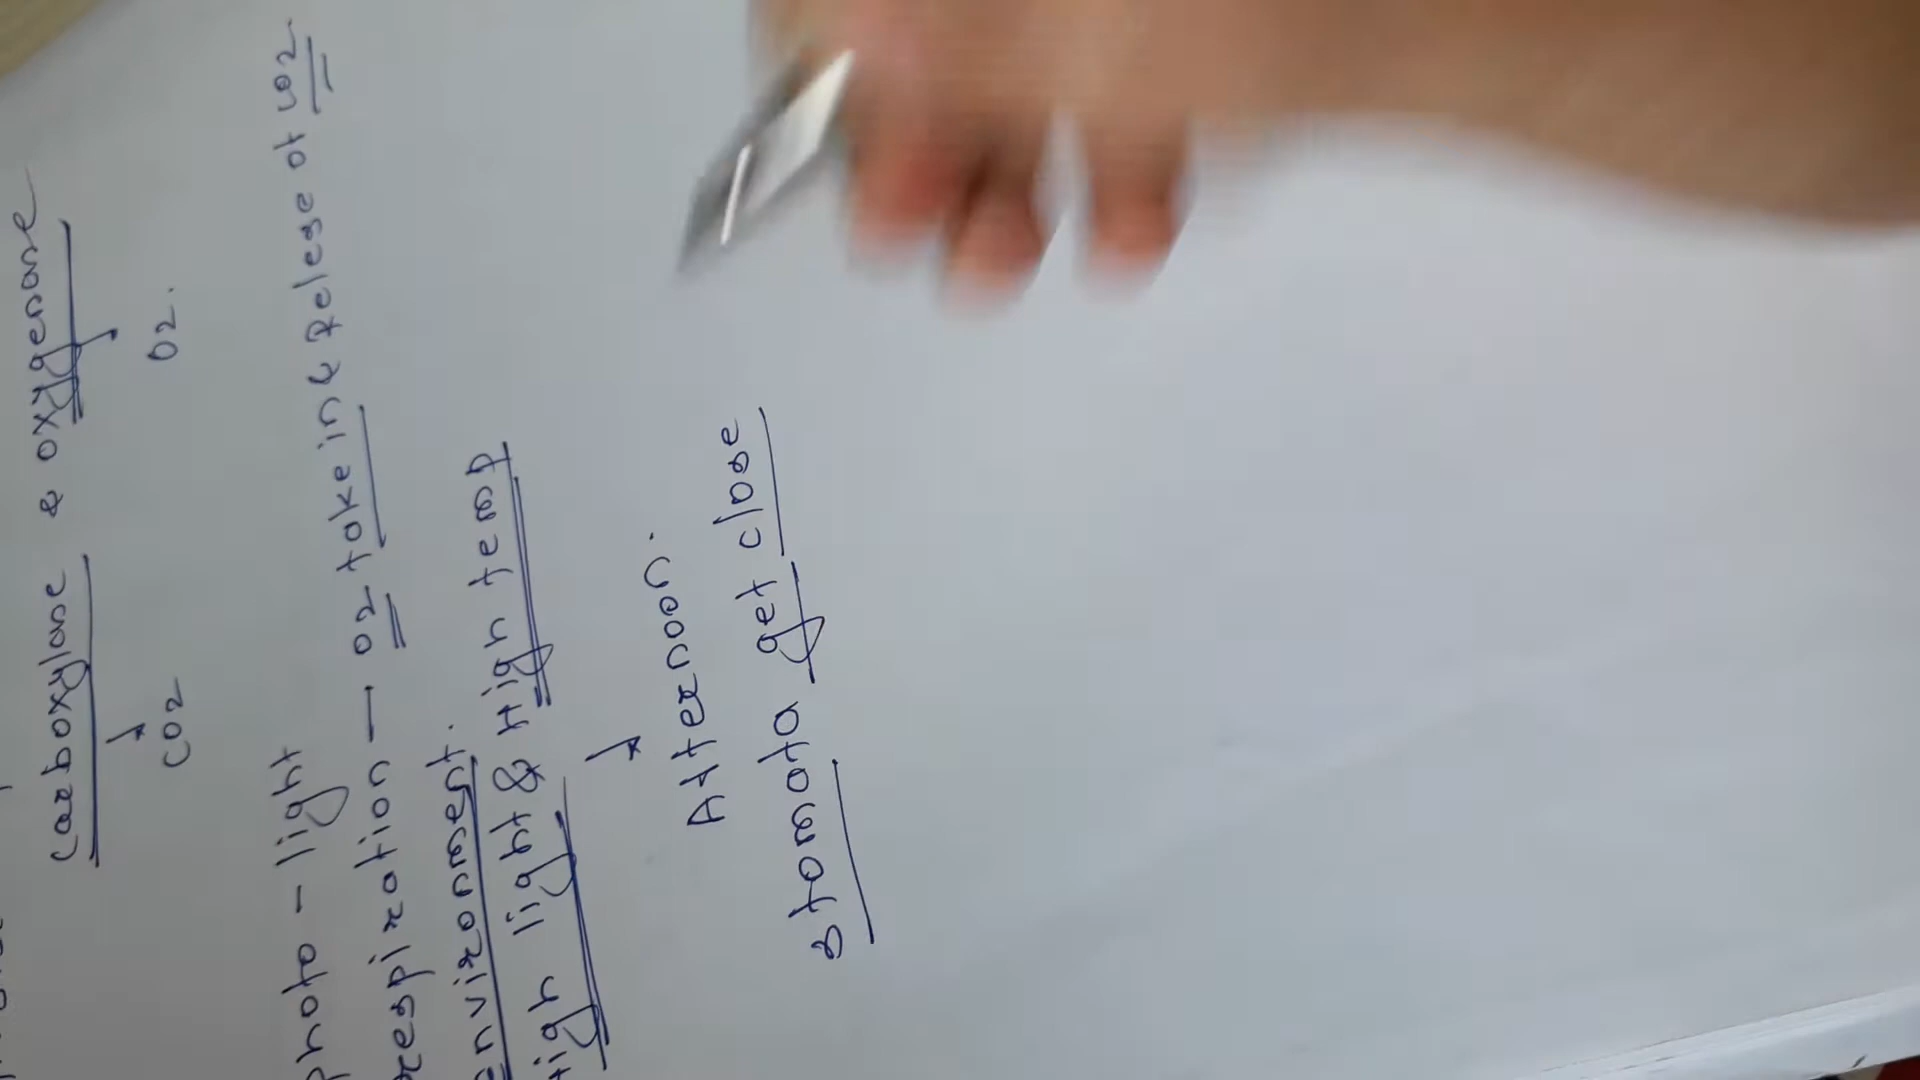 carboxylase & oxygenase
CO2 O2.
photo - light
respiration — O2 take in & Release of CO2
environment.
High light & High temp
Afternoon.
stomata get close